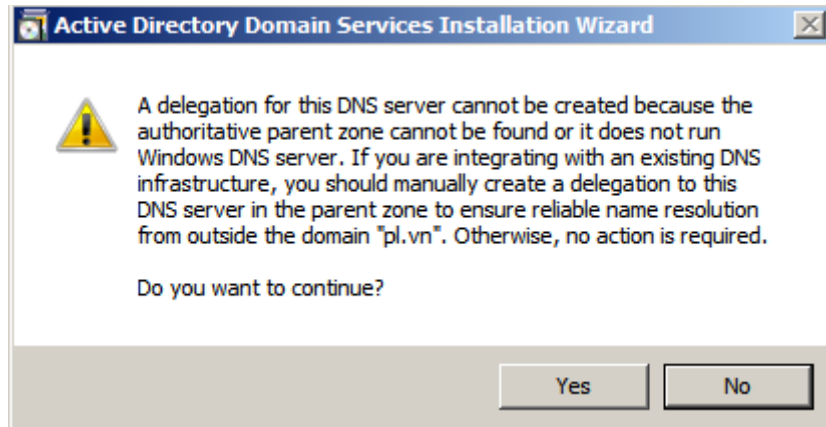 Active Directory Domain Services Installation Wizard
A delegation for this DNS server cannot be created because the
authoritative parent zone cannot be found or it does not run
Windows DNS server. If you are integrating with an existing DNS
infrastructure, you should manually create a delegation to this
DNS server in the parent zone to ensure reliable name resolution
from outside the domain "pl.vn". Otherwise, no action is required.
Do you want to continue?
Yes No